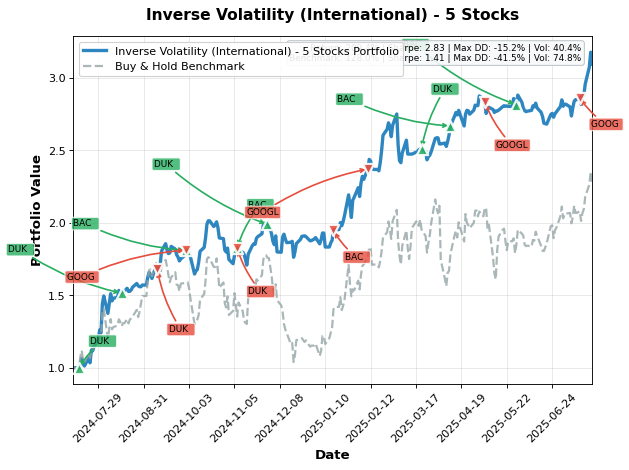 Inverse Volatility (International) - 5 Stocks
Inverse Volatility (International) - 5 Stocks Portfolio
Buy & Hold Benchmark
rpe: 2.83 | Max DD: -15.2% | Vol: 40.4%
rpe: 1.41 | Max DD: -41.5% | Vol: 74.8%
Portfolio Value
3.0
2.5
2.0
1.5
1.0
DUK
BAC
GOOGL
BAC
DUK
BAC
GOOGL
DUK
BAC
DUK
GOOG
DUK
BAC
GOOG
DUK
DUK
2024-07-29
2024-08-31
2024-10-03
2024-11-05
2024-12-08
2025-01-10
2025-02-12
2025-03-17
2025-04-19
2025-05-22
2025-06-24
Date